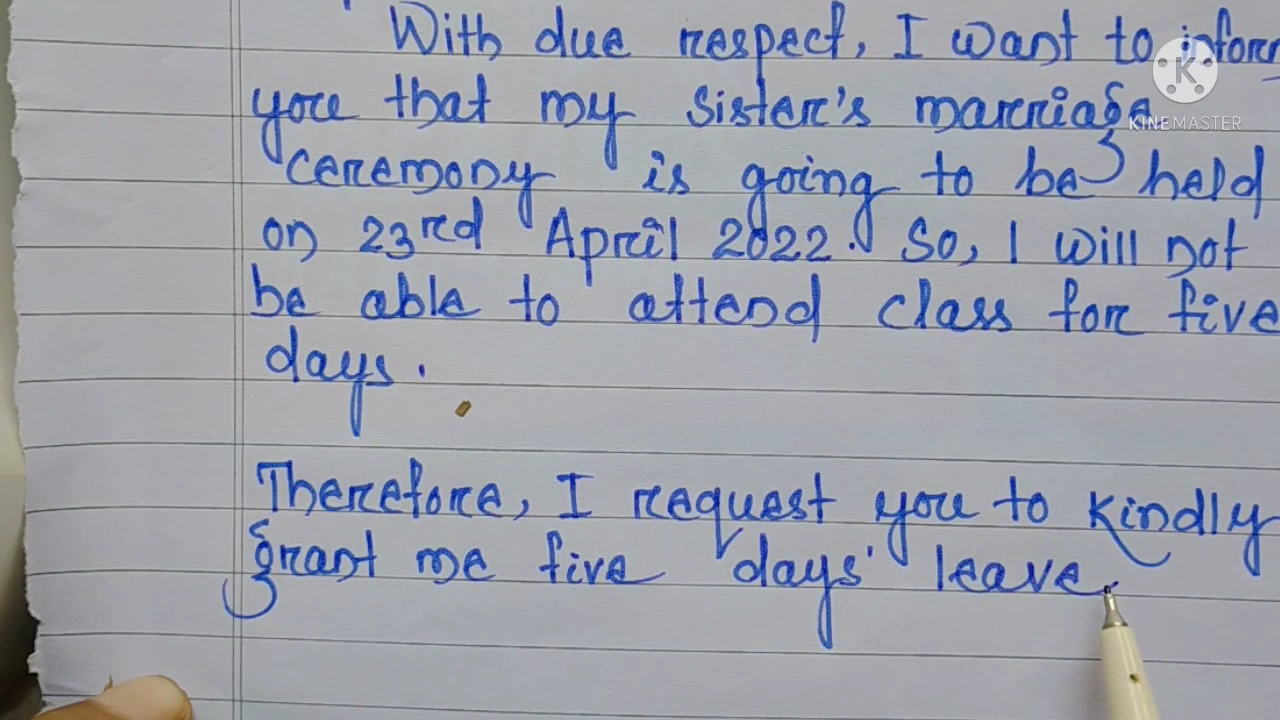 With due respect, I want to inform
you that my sister's marriage
ceremony is going to be held
on 23rd April 2022. So, I will not
be able to attend class for five
days.
Therefore, I request you to kindly
grant me five days' leave.
K
KINEMASTER